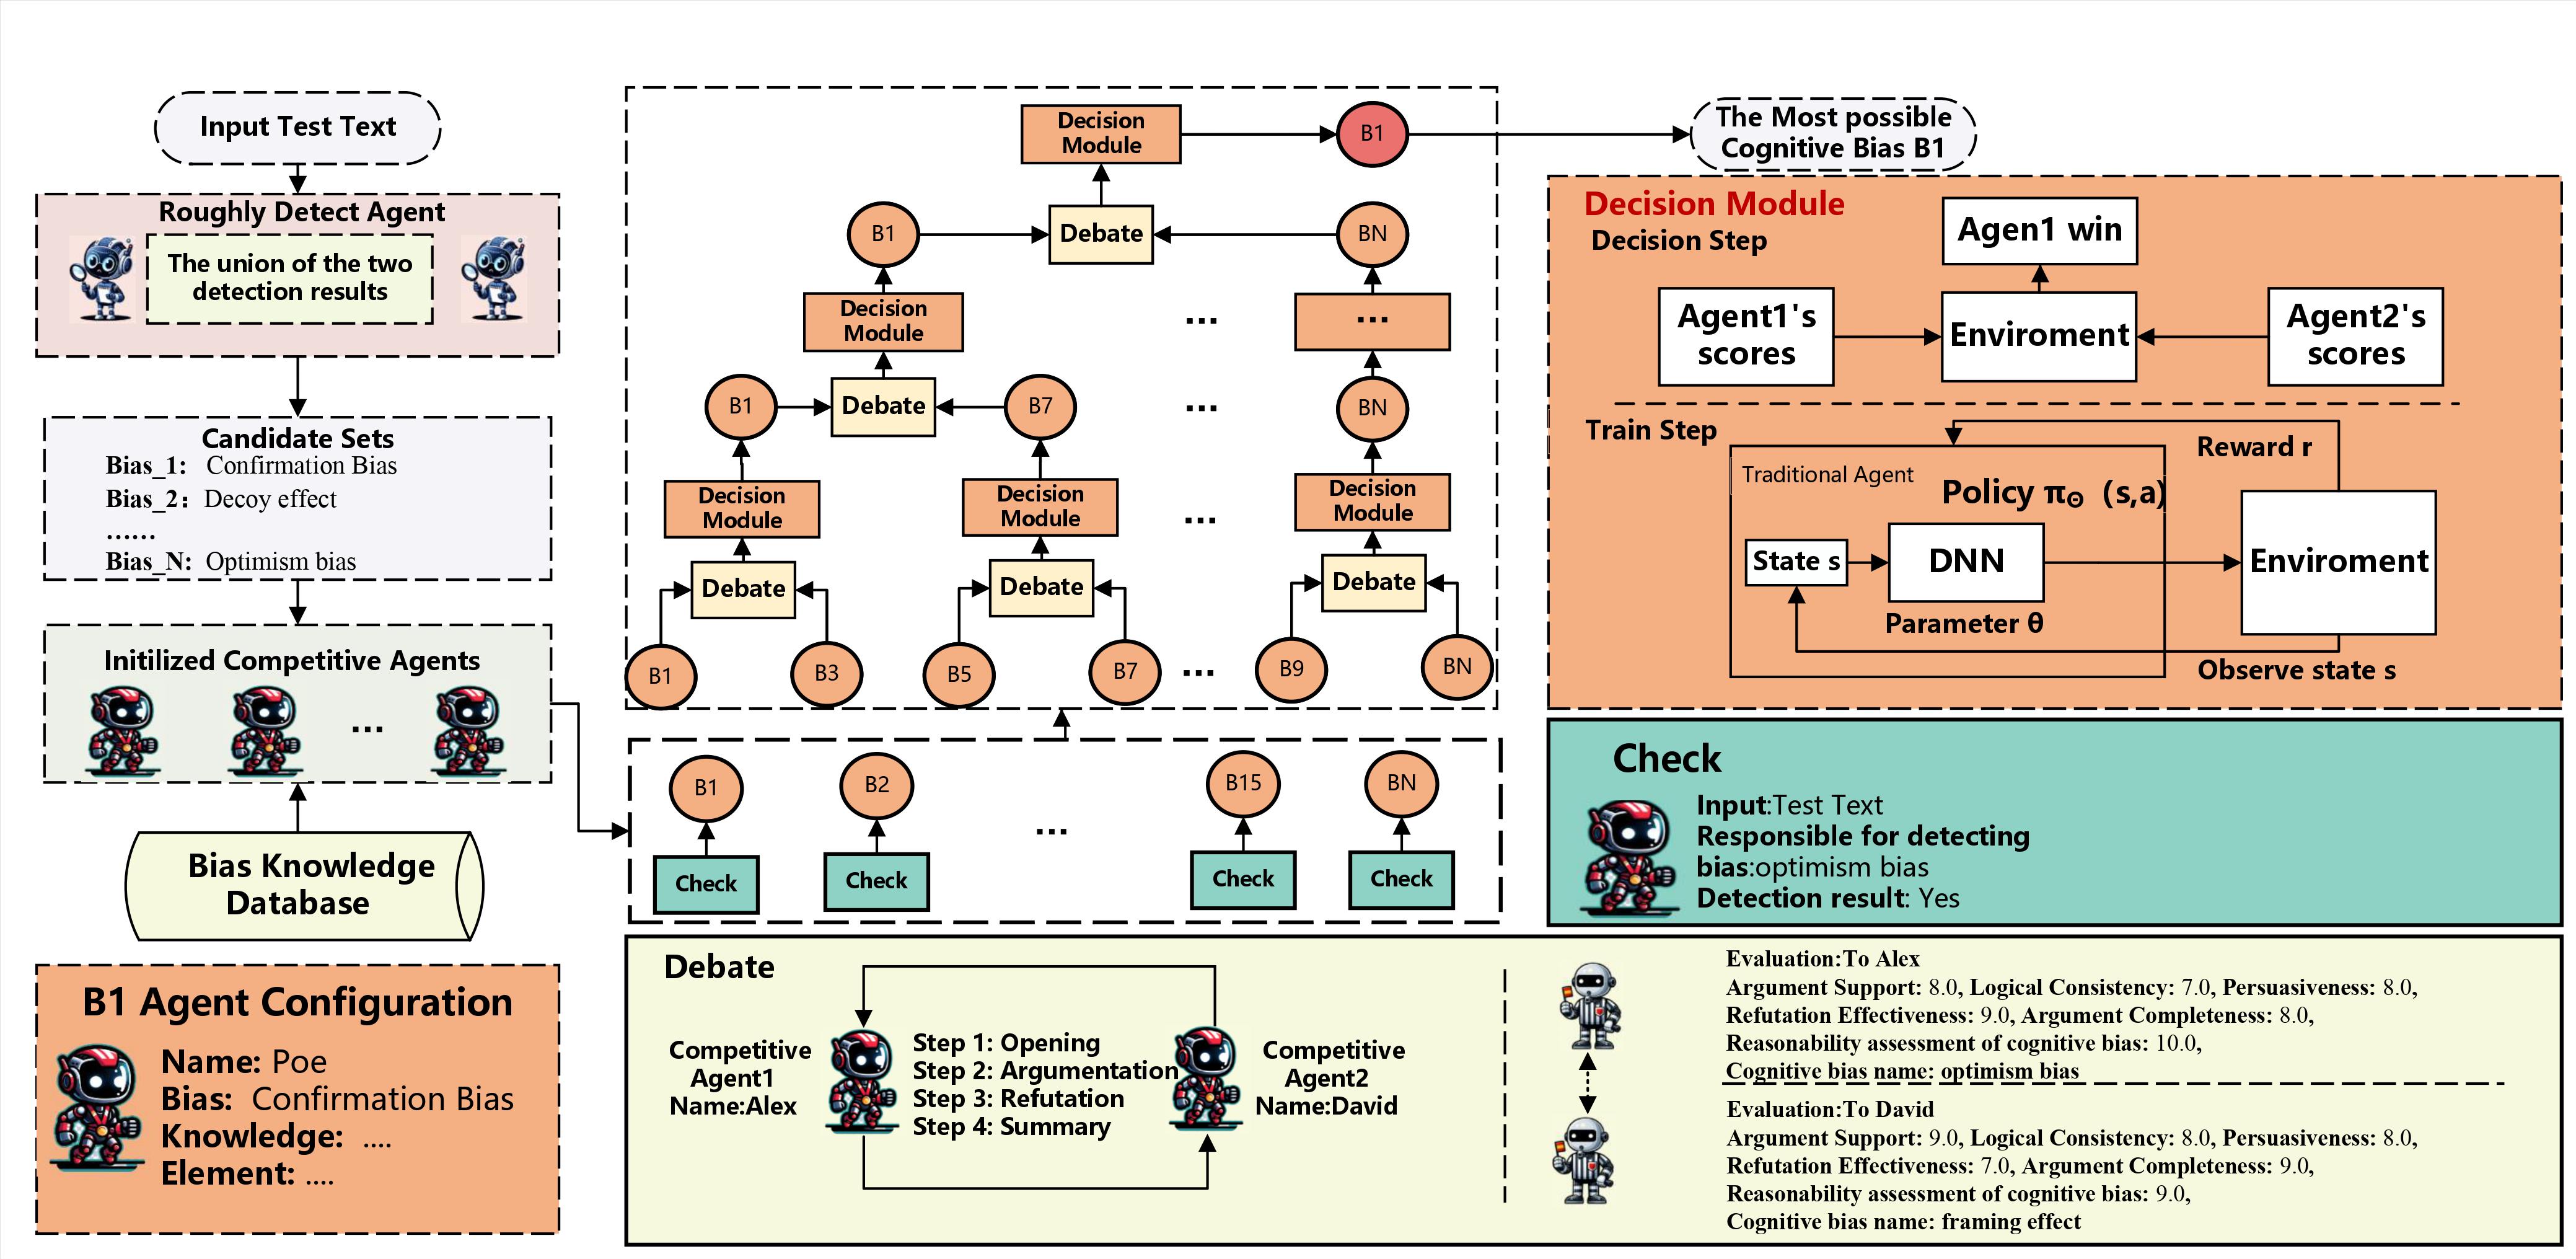 Input Test Text
Roughly Detect Agent
The union of the two
detection results
Candidate Sets
Bias_1: Confirmation Bias
Bias_2: Decoy effect
......
Bias_N: Optimism bias
Initilized Competitive Agents
...
Bias Knowledge
Database
B1 Agent Configuration
Name: Poe
Bias: Confirmation Bias
Knowledge: ....
Element: ....
Decision
Module
B1
B1
Debate
BN
Decision
Module
...
...
B1
Debate
B7
...
BN
Decision
Module
Decision
Module
...
Decision
Module
Debate
Debate
Debate
B1
B3
B5
B7
...
B9
BN
B1
B2
...
B15
BN
Check
Check
Check
Check
The Most possible
Cognitive Bias B1
Decision Module
Decision Step
Agen1 win
Agent1's
scores
Enviroment
Agent2's
scores
Train Step
Reward r
Traditional Agent
Policy πΘ (s,a)
State s
DNN
Enviroment
Parameter θ
Observe state s
Check
Input:Test Text
Responsible for detecting
bias:optimism bias
Detection result: Yes
Debate
Competitive
Agent1
Name:Alex
Step 1: Opening
Step 2: Argumentation
Step 3: Refutation
Step 4: Summary
Competitive
Agent2
Name:David
Evaluation:To Alex
Argument Support: 8.0, Logical Consistency: 7.0, Persuasiveness: 8.0,
Refutation Effectiveness: 9.0, Argument Completeness: 8.0,
Reasonability assessment of cognitive bias: 10.0,
Cognitive bias name: optimism bias
Evaluation:To David
Argument Support: 9.0, Logical Consistency: 8.0, Persuasiveness: 8.0,
Refutation Effectiveness: 7.0, Argument Completeness: 9.0,
Reasonability assessment of cognitive bias: 9.0,
Cognitive bias name: framing effect